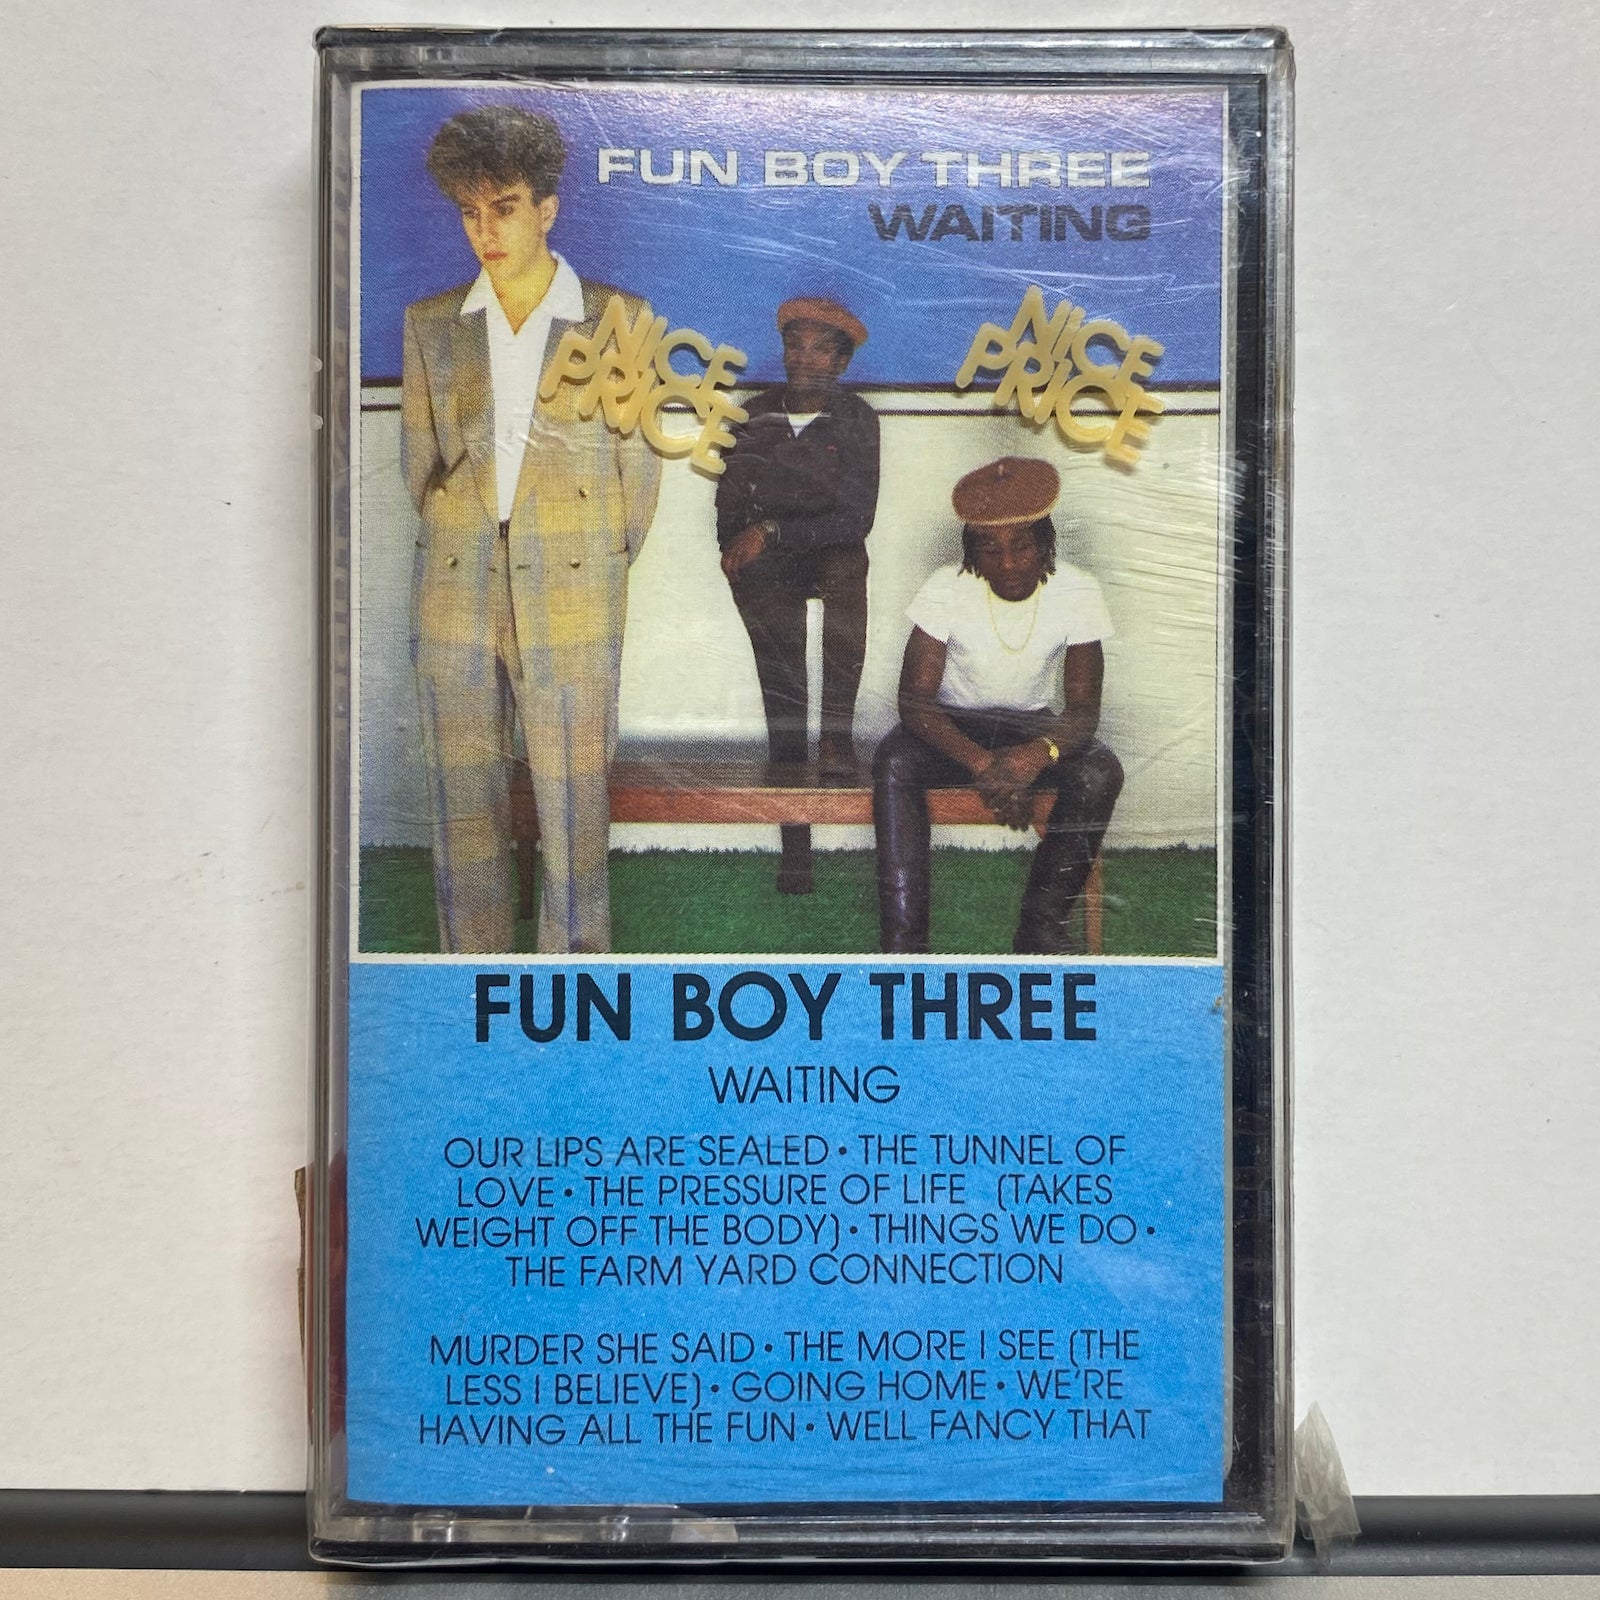 FUN BOY THREE
WAITING
NICE
PRICE
NICE
PRICE
FUN BOY THREE
WAITING
OUR LIPS ARE SEALED • THE TUNNEL OF
LOVE • THE PRESSURE OF LIFE (TAKES
WEIGHT OFF THE BODY) • THINGS WE DO •
THE FARM YARD CONNECTION
MURDER SHE SAID • THE MORE I SEE (THE
LESS I BELIEVE) • GOING HOME • WE'RE
HAVING ALL THE FUN • WELL FANCY THAT